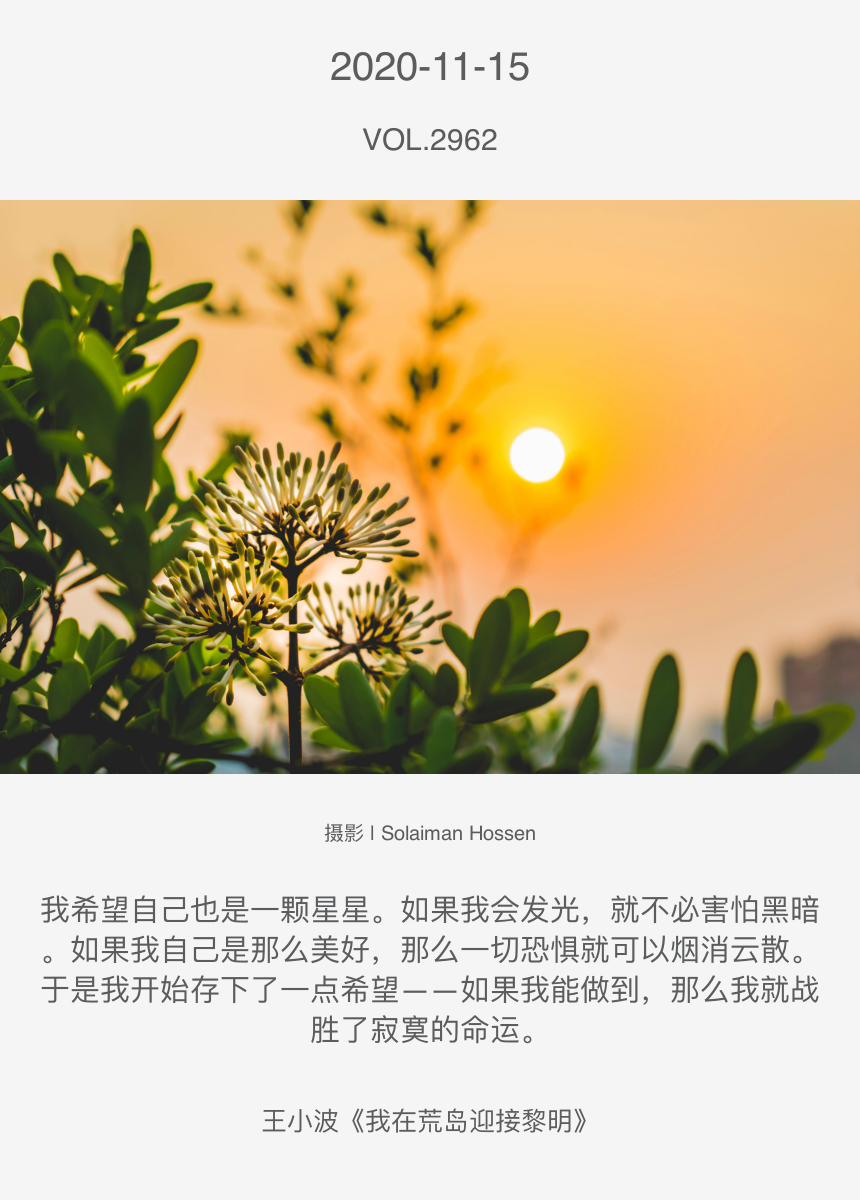 2020-11-15
VOL.2962
摄影 | Solaiman Hossen
我希望自己也是一颗星星。如果我会发光，就不必害怕黑暗
。如果我自己是那么美好，那么一切恐惧就可以烟消云散。
于是我开始存下了一点希望——如果我能做到，那么我就战
胜了寂寞的命运。
王小波《我在荒岛迎接黎明》